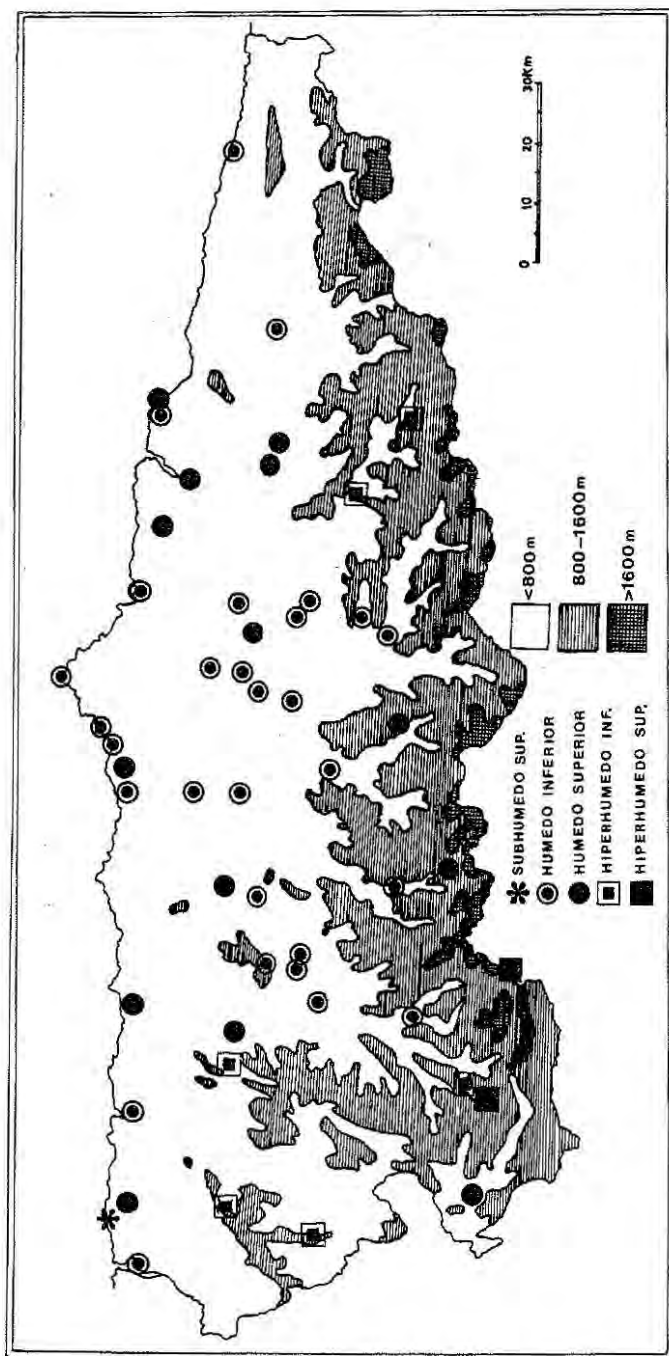 0 10 20 30Km
SUBHUMEDO SUP.
HUMEDO INFERIOR
HUMEDO SUPERIOR
HIPERHUMEDO INF.
HIPERHUMEDO SUP.
<800m
800-1600m
>1600m